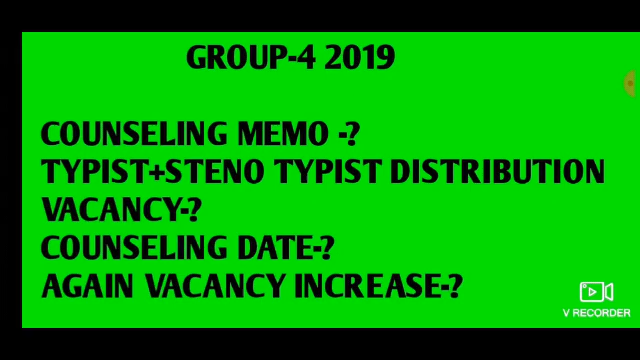 GROUP-4 2019
COUNSELING MEMO -?
TYPIST+STENO TYPIST DISTRIBUTION
VACANCY-?
COUNSELING DATE-?
AGAIN VACANCY INCREASE-?
V RECORDER